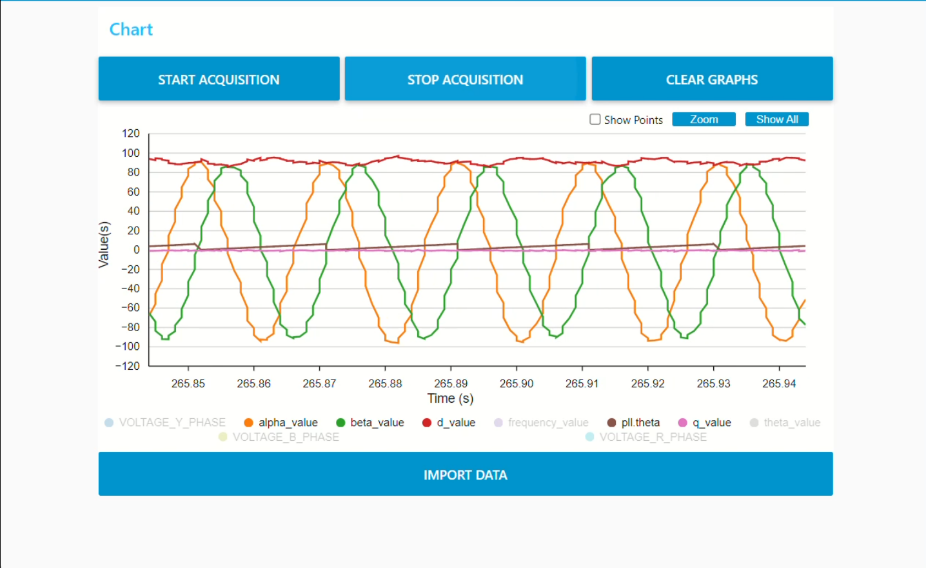 Chart
START ACQUISITION STOP ACQUISITION CLEAR GRAPHS
Show Points Zoom Show All
120
100
80
60
40
20
0
−20
−40
−60
−80
−100
−120
Value(s)
265.85 265.86 265.87 265.88 265.89 265.90 265.91 265.92 265.93 265.94
Time (s)
VOLTAGE_Y_PHASE alpha_value beta_value d_value frequency_value pll.theta q_value theta_value
VOLTAGE_B_PHASE VOLTAGE_R_PHASE
IMPORT DATA